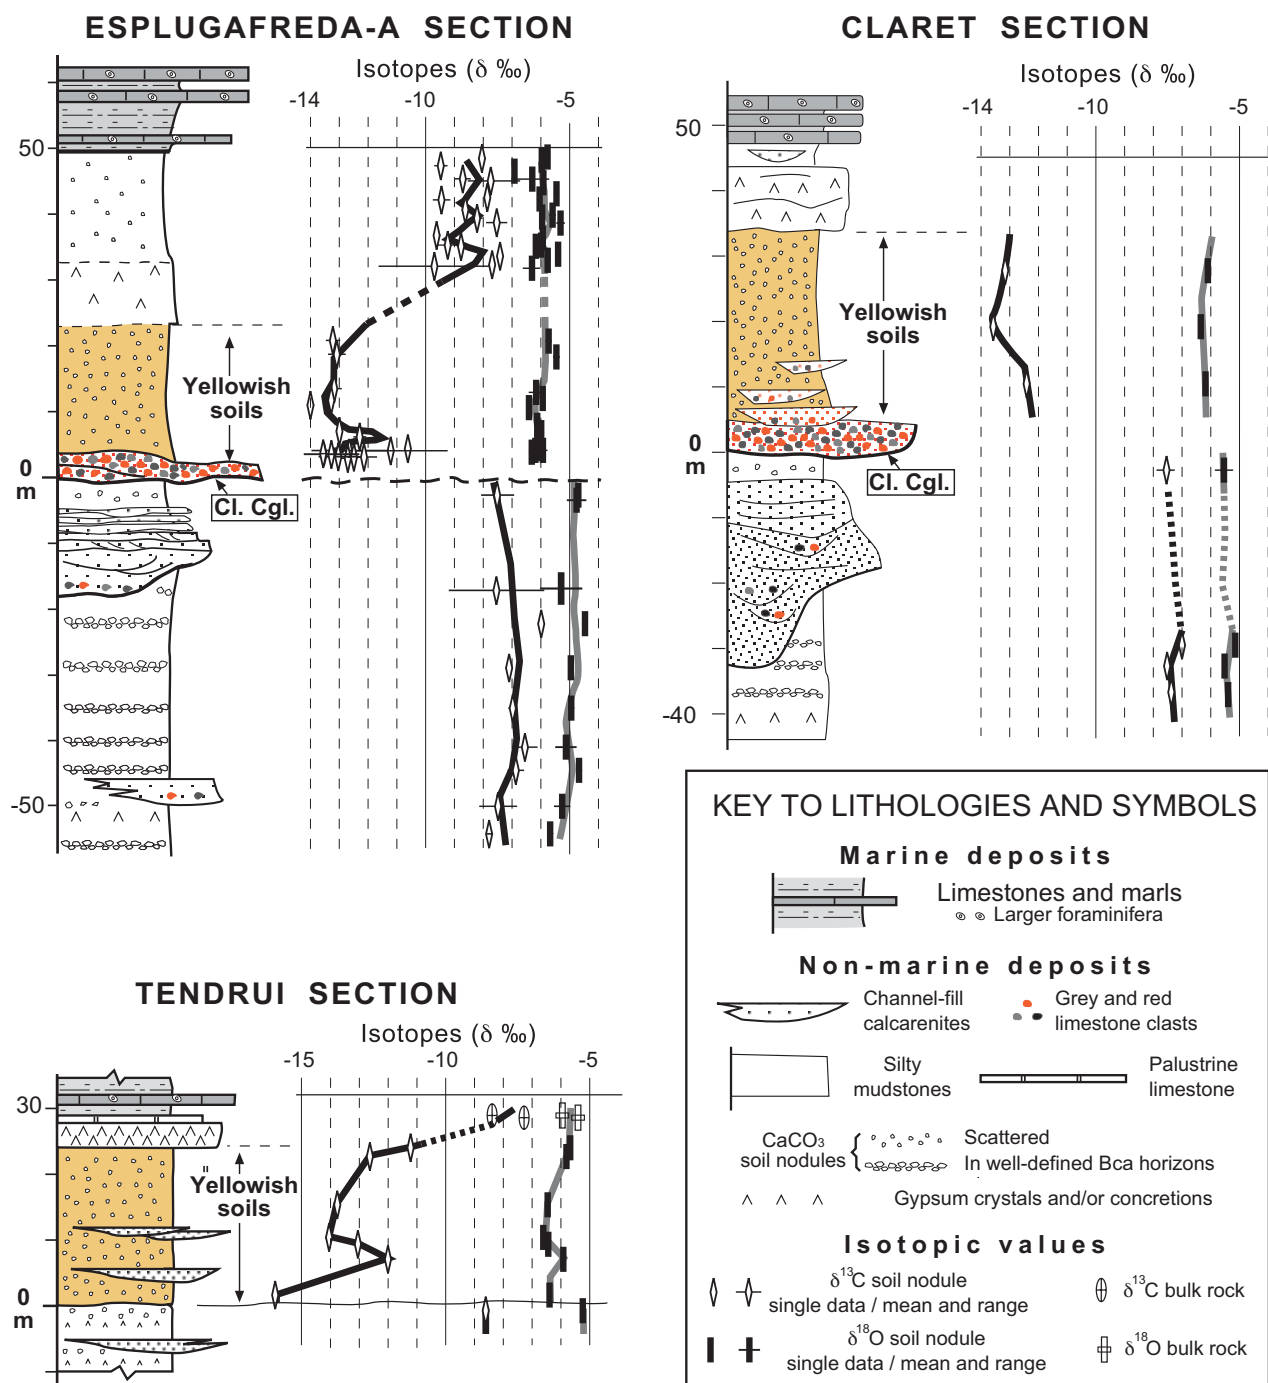 ESPLUGAFREDA-A SECTION
Isotopes (δ ‰)
-14
-10
-5
50
0
m
-50
Yellowish
soils
Cl. Cgl.
CLARET SECTION
Isotopes (δ ‰)
-14
-10
-5
50
0
m
-40
Yellowish
soils
Cl. Cgl.
TENDRUI SECTION
Isotopes (δ ‰)
-15
-10
-5
30
0
m
Yellowish
soils
KEY TO LITHOLOGIES AND SYMBOLS
Marine deposits
Limestones and marls
Larger foraminifera
Non-marine deposits
Channel-fill
calcarenites
Grey and red
limestone clasts
Silty
mudstones
Palustrine
limestone
CaCO3
soil nodules
Scattered
In well-defined Bca horizons
Gypsum crystals and/or concretions
Isotopic values
δ13C soil nodule
single data / mean and range
δ13C bulk rock
δ18O soil nodule
single data / mean and range
δ18O bulk rock